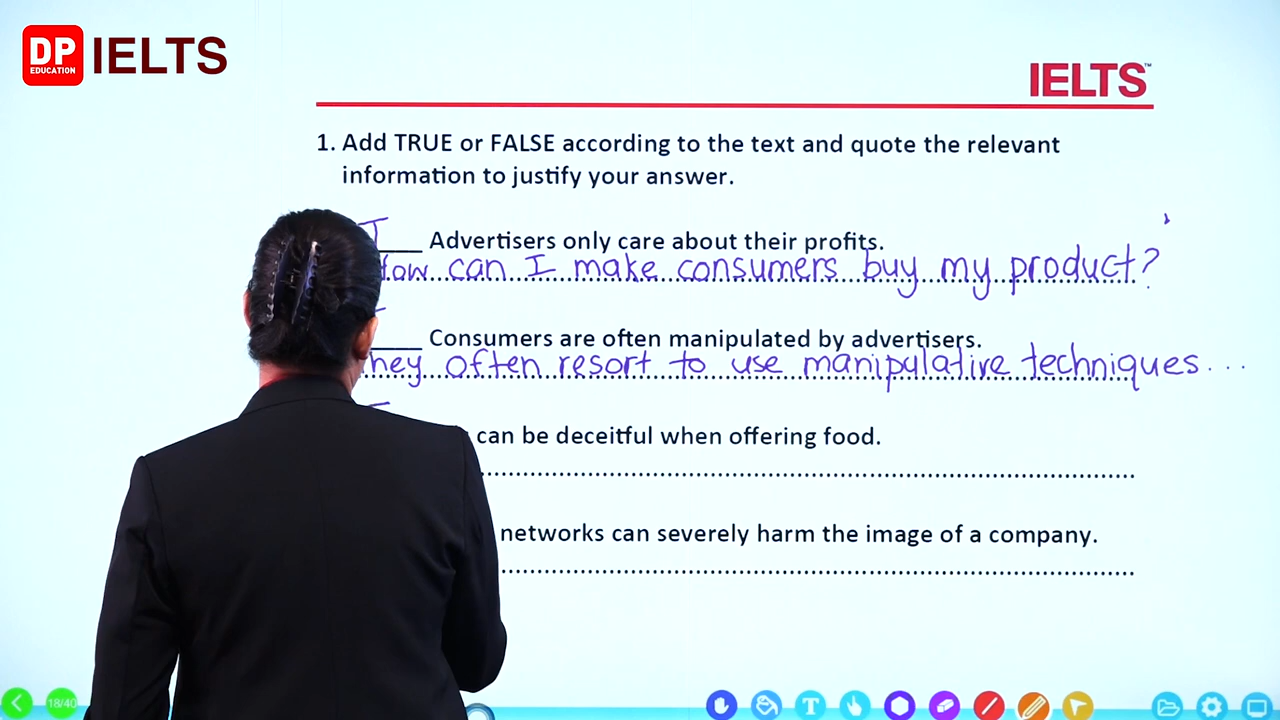 DP
EDUCATION
IELTS
IELTS™
1. Add TRUE or FALSE according to the text and quote the relevant
information to justify your answer.
T
____ Advertisers only care about their profits.
can I make consumers buy my product?
____ Consumers are often manipulated by advertisers.
often resort to use manipulative techniques...
can be deceitful when offering food.
networks can severely harm the image of a company.
18/40
T